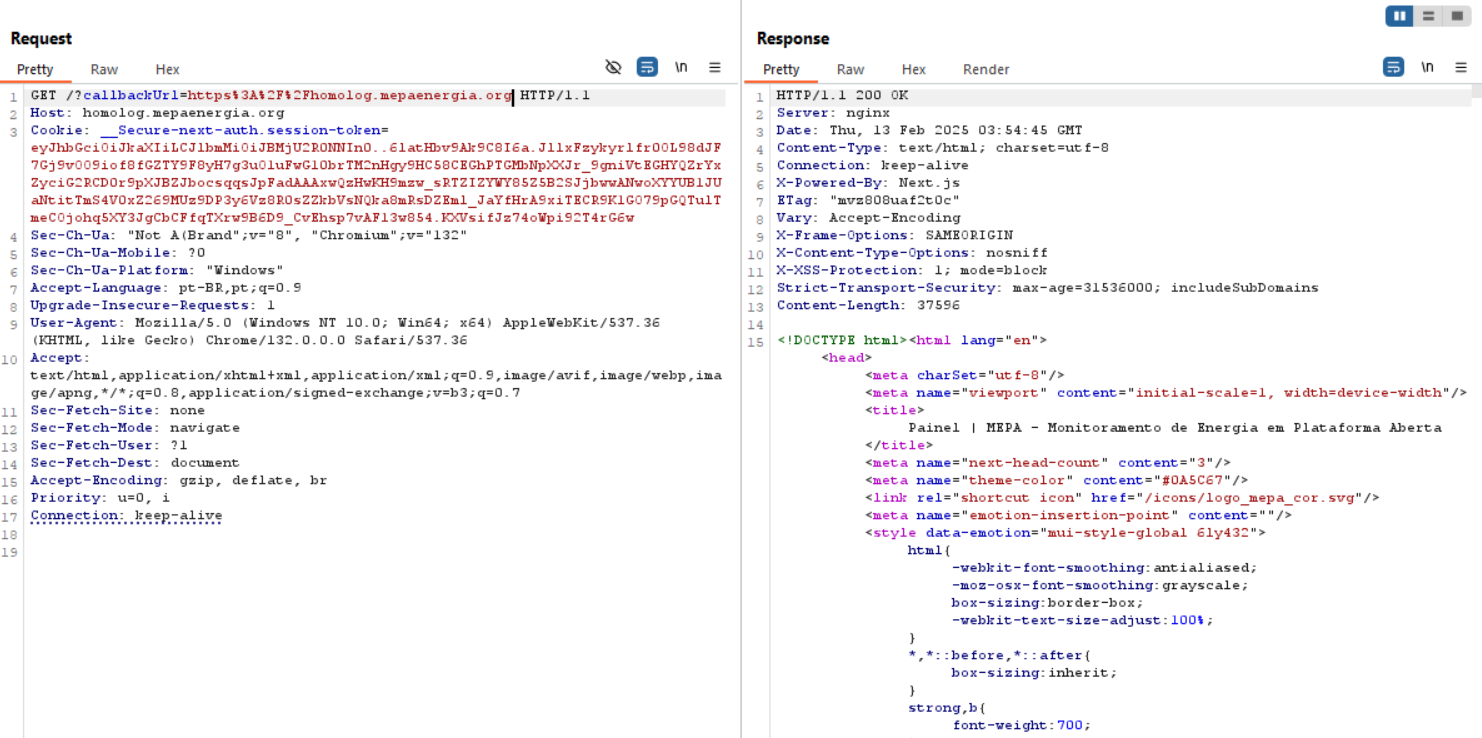 Request
Pretty Raw Hex \n
1 GET /?callbackUrl=https%3A%2F%2Fhomolog.mepaenergia.org HTTP/1.1
2 Host: homolog.mepaenergia.org
3 Cookie: __Secure-next-auth.session-token=
4 Sec-Ch-Ua: "Not A(Brand";v="8", "Chromium";v="132"
5 Sec-Ch-Ua-Mobile: ?0
6 Sec-Ch-Ua-Platform: "Windows"
7 Accept-Language: pt-BR,pt;q=0.9
8 Upgrade-Insecure-Requests: 1
9 User-Agent: Mozilla/5.0 (Windows NT 10.0; Win64; x64) AppleWebKit/537.36
(KHTML, like Gecko) Chrome/132.0.0.0 Safari/537.36
10 Accept:
text/html,application/xhtml+xml,application/xml;q=0.9,image/avif,image/webp,ima
ge/apng,*/*;q=0.8,application/signed-exchange;v=b3;q=0.7
11 Sec-Fetch-Site: none
12 Sec-Fetch-Mode: navigate
13 Sec-Fetch-User: ?1
14 Sec-Fetch-Dest: document
15 Accept-Encoding: gzip, deflate, br
16 Priority: u=0, i
17 Connection: keep-alive
18
19
Response
Pretty Raw Hex Render \n
1 HTTP/1.1 200 OK
2 Server: nginx
3 Date: Thu, 13 Feb 2025 03:54:45 GMT
4 Content-Type: text/html; charset=utf-8
5 Connection: keep-alive
6 X-Powered-By: Next.js
7 ETag: "mvz808uaf2t0c"
8 Vary: Accept-Encoding
9 X-Frame-Options: SAMEORIGIN
10 X-Content-Type-Options: nosniff
11 X-XSS-Protection: 1; mode=block
12 Strict-Transport-Security: max-age=31536000; includeSubDomains
13 Content-Length: 37596
14
15 <!DOCTYPE html><html lang="en">
<head>
<meta charSet="utf-8"/>
<meta name="viewport" content="initial-scale=1, width=device-width"/>
<title>
Painel | MEPA - Monitoramento de Energia em Plataforma Aberta
</title>
<meta name="next-head-count" content="3"/>
<meta name="theme-color" content="#0A5C67"/>
<link rel="shortcut icon" href="/icons/logo_mepa_cor.svg"/>
<meta name="emotion-insertion-point" content=""/>
<style data-emotion="mui-style-global 6ly432">
html{
-webkit-font-smoothing:antialiased;
-moz-osx-font-smoothing:grayscale;
box-sizing:border-box;
-webkit-text-size-adjust:100%;
}
*,*::before,*::after{
box-sizing:inherit;
}
strong,b{
font-weight:700;